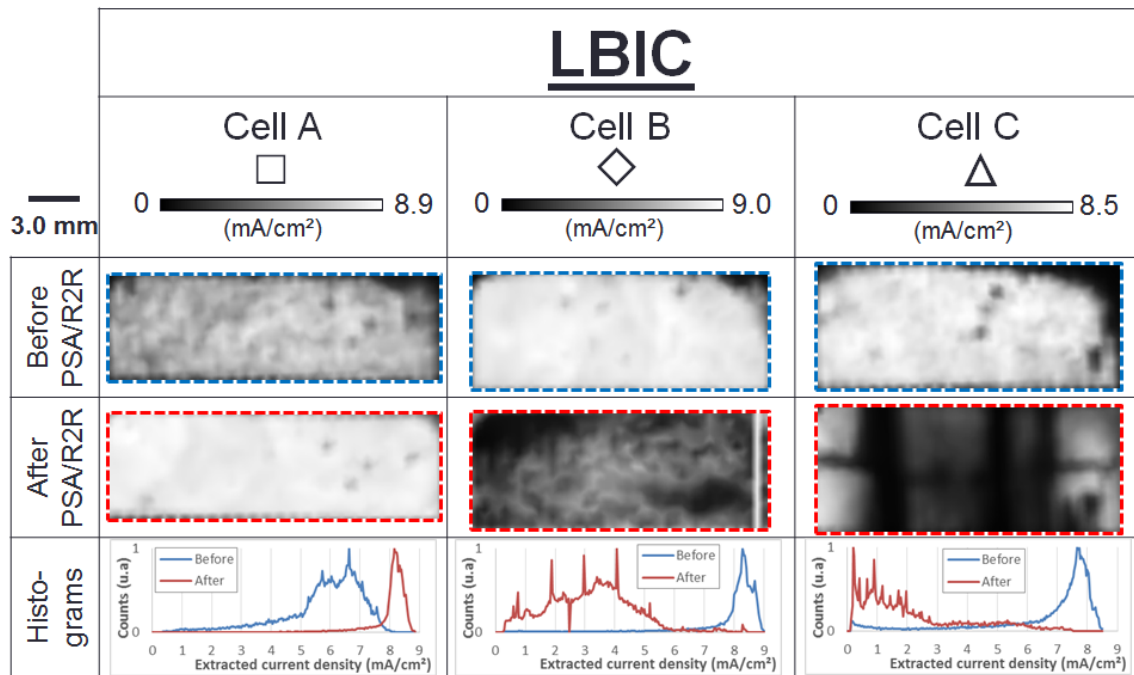 LBIC
Cell A
Cell B
Cell C
3.0 mm
0 8.9
(mA/cm²)
0 9.0
(mA/cm²)
0 8.5
(mA/cm²)
Before
PSA/R2R
After
PSA/R2R
Histo-
grams
Counts (u.a)
1
0
Before
After
0 1 2 3 4 5 6 7 8 9
Extracted current density (mA/cm²)
Counts (u.a)
1
0
Before
After
0 1 2 3 4 5 6 7 8 9
Extracted current density (mA/cm²)
Counts (u.a)
1
0
Before
After
0 1 2 3 4 5 6 7 8 9
Extracted current density (mA/cm²)